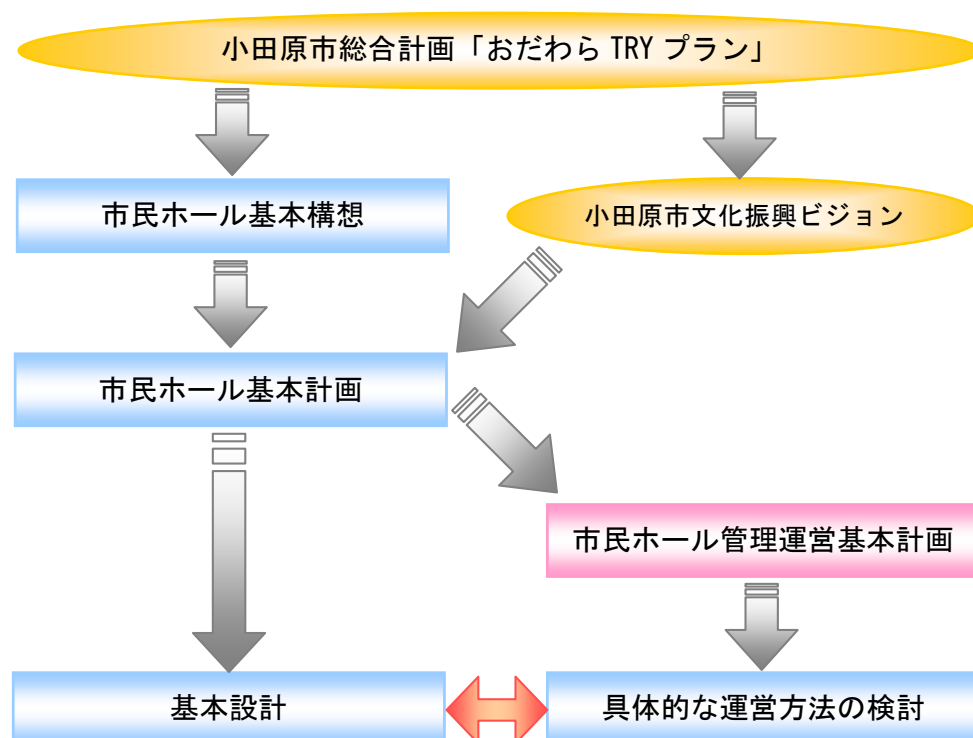 小田原市総合計画「おだわら TRY プラン」
市民ホール基本構想
小田原市文化振興ビジョン
市民ホール基本計画
市民ホール管理運営基本計画
基本設計
具体的な運営方法の検討